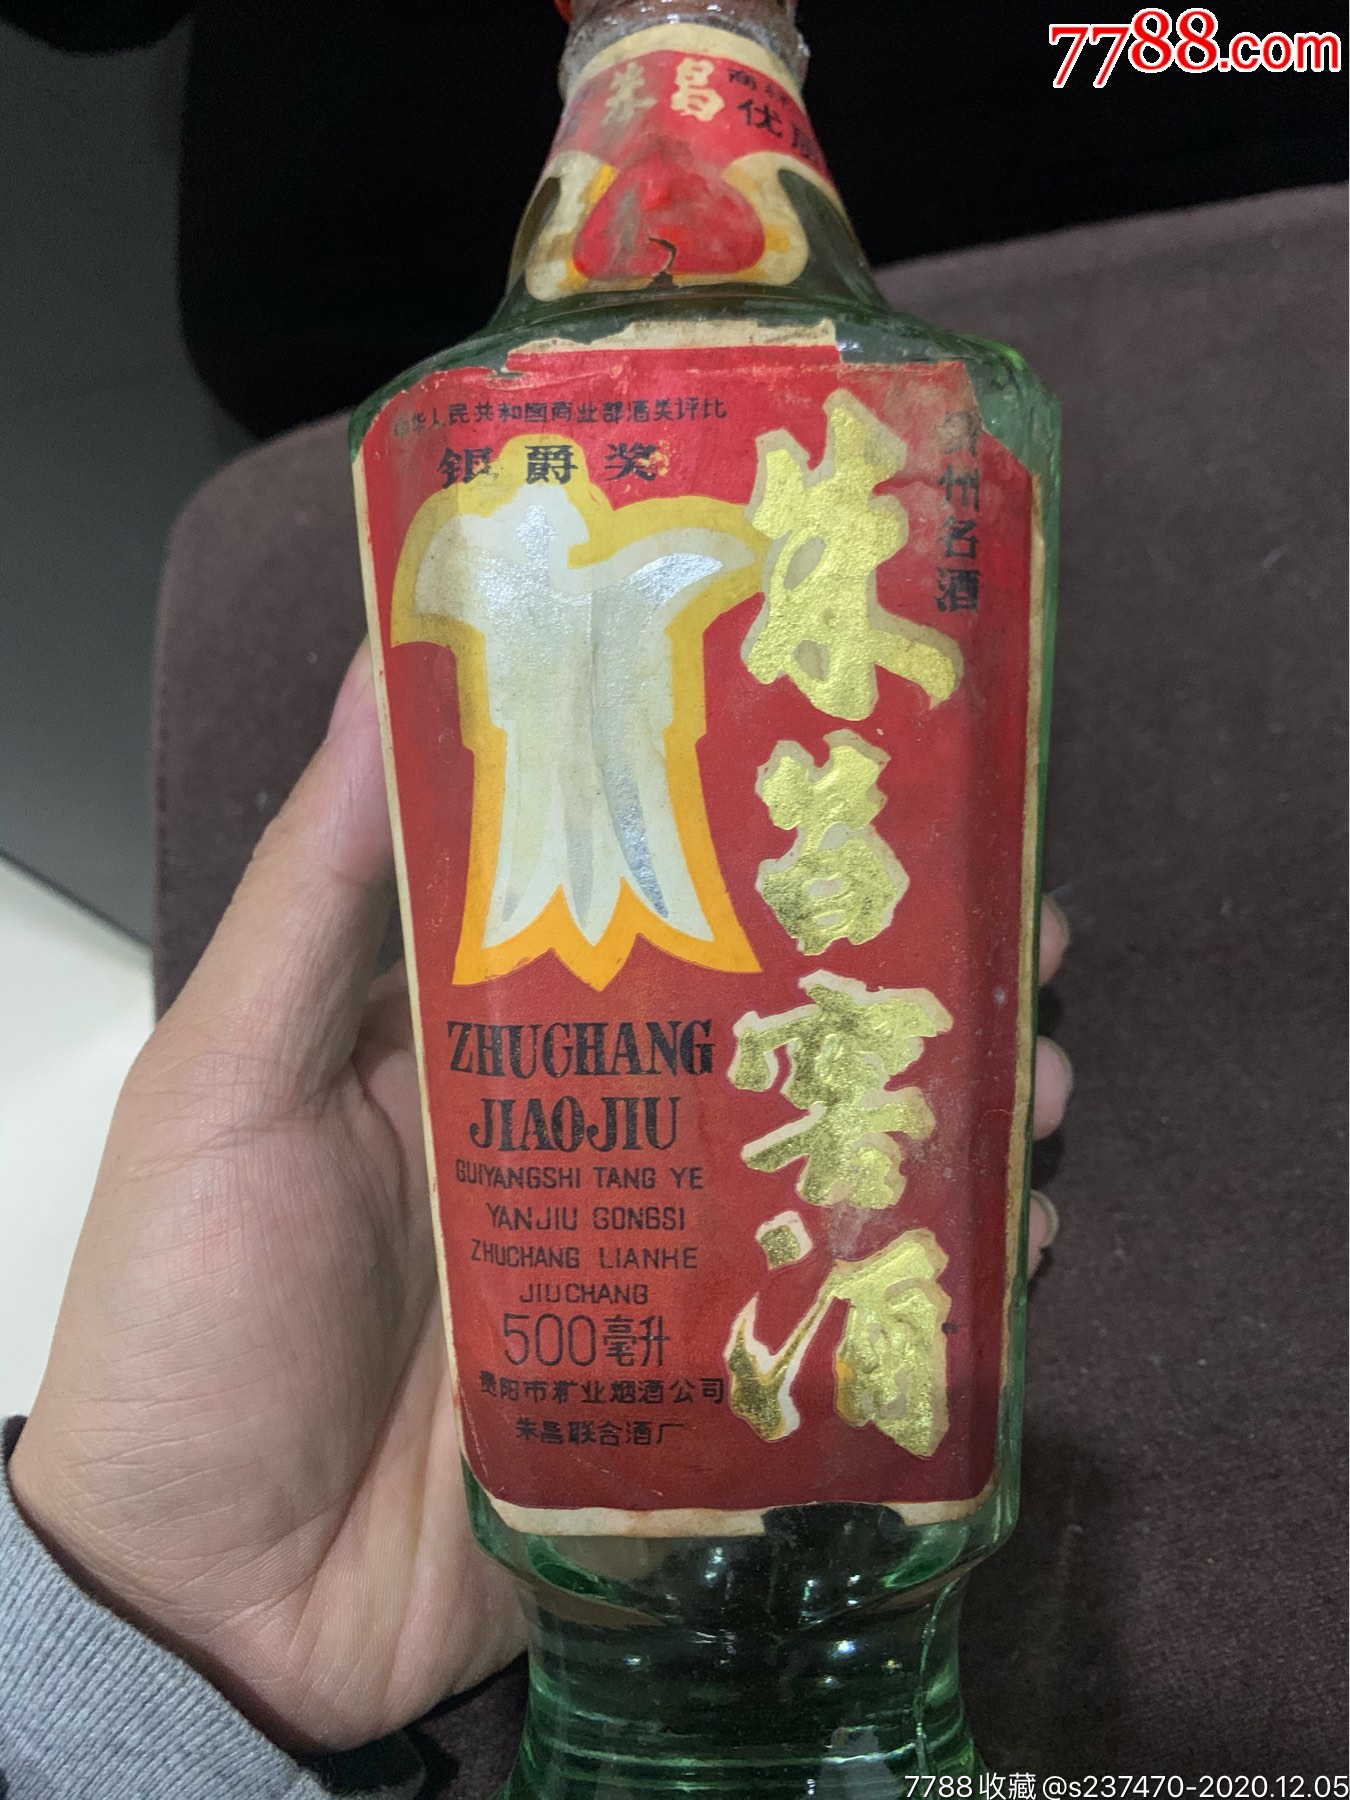 7788.com
朱昌
优质
中华人民共和国商业部酒类评比
银爵奖
贵州名酒
朱昌窖酒
ZHUCHANG
JIAOJIU
GUIYANGSHI TANG YE
YANJIU GONGSI
ZHUCHANG LIANHE
JIUCHANG
500毫升
贵阳市糖业烟酒公司
朱昌联合酒厂
7788收藏@s237470-2020.12.05